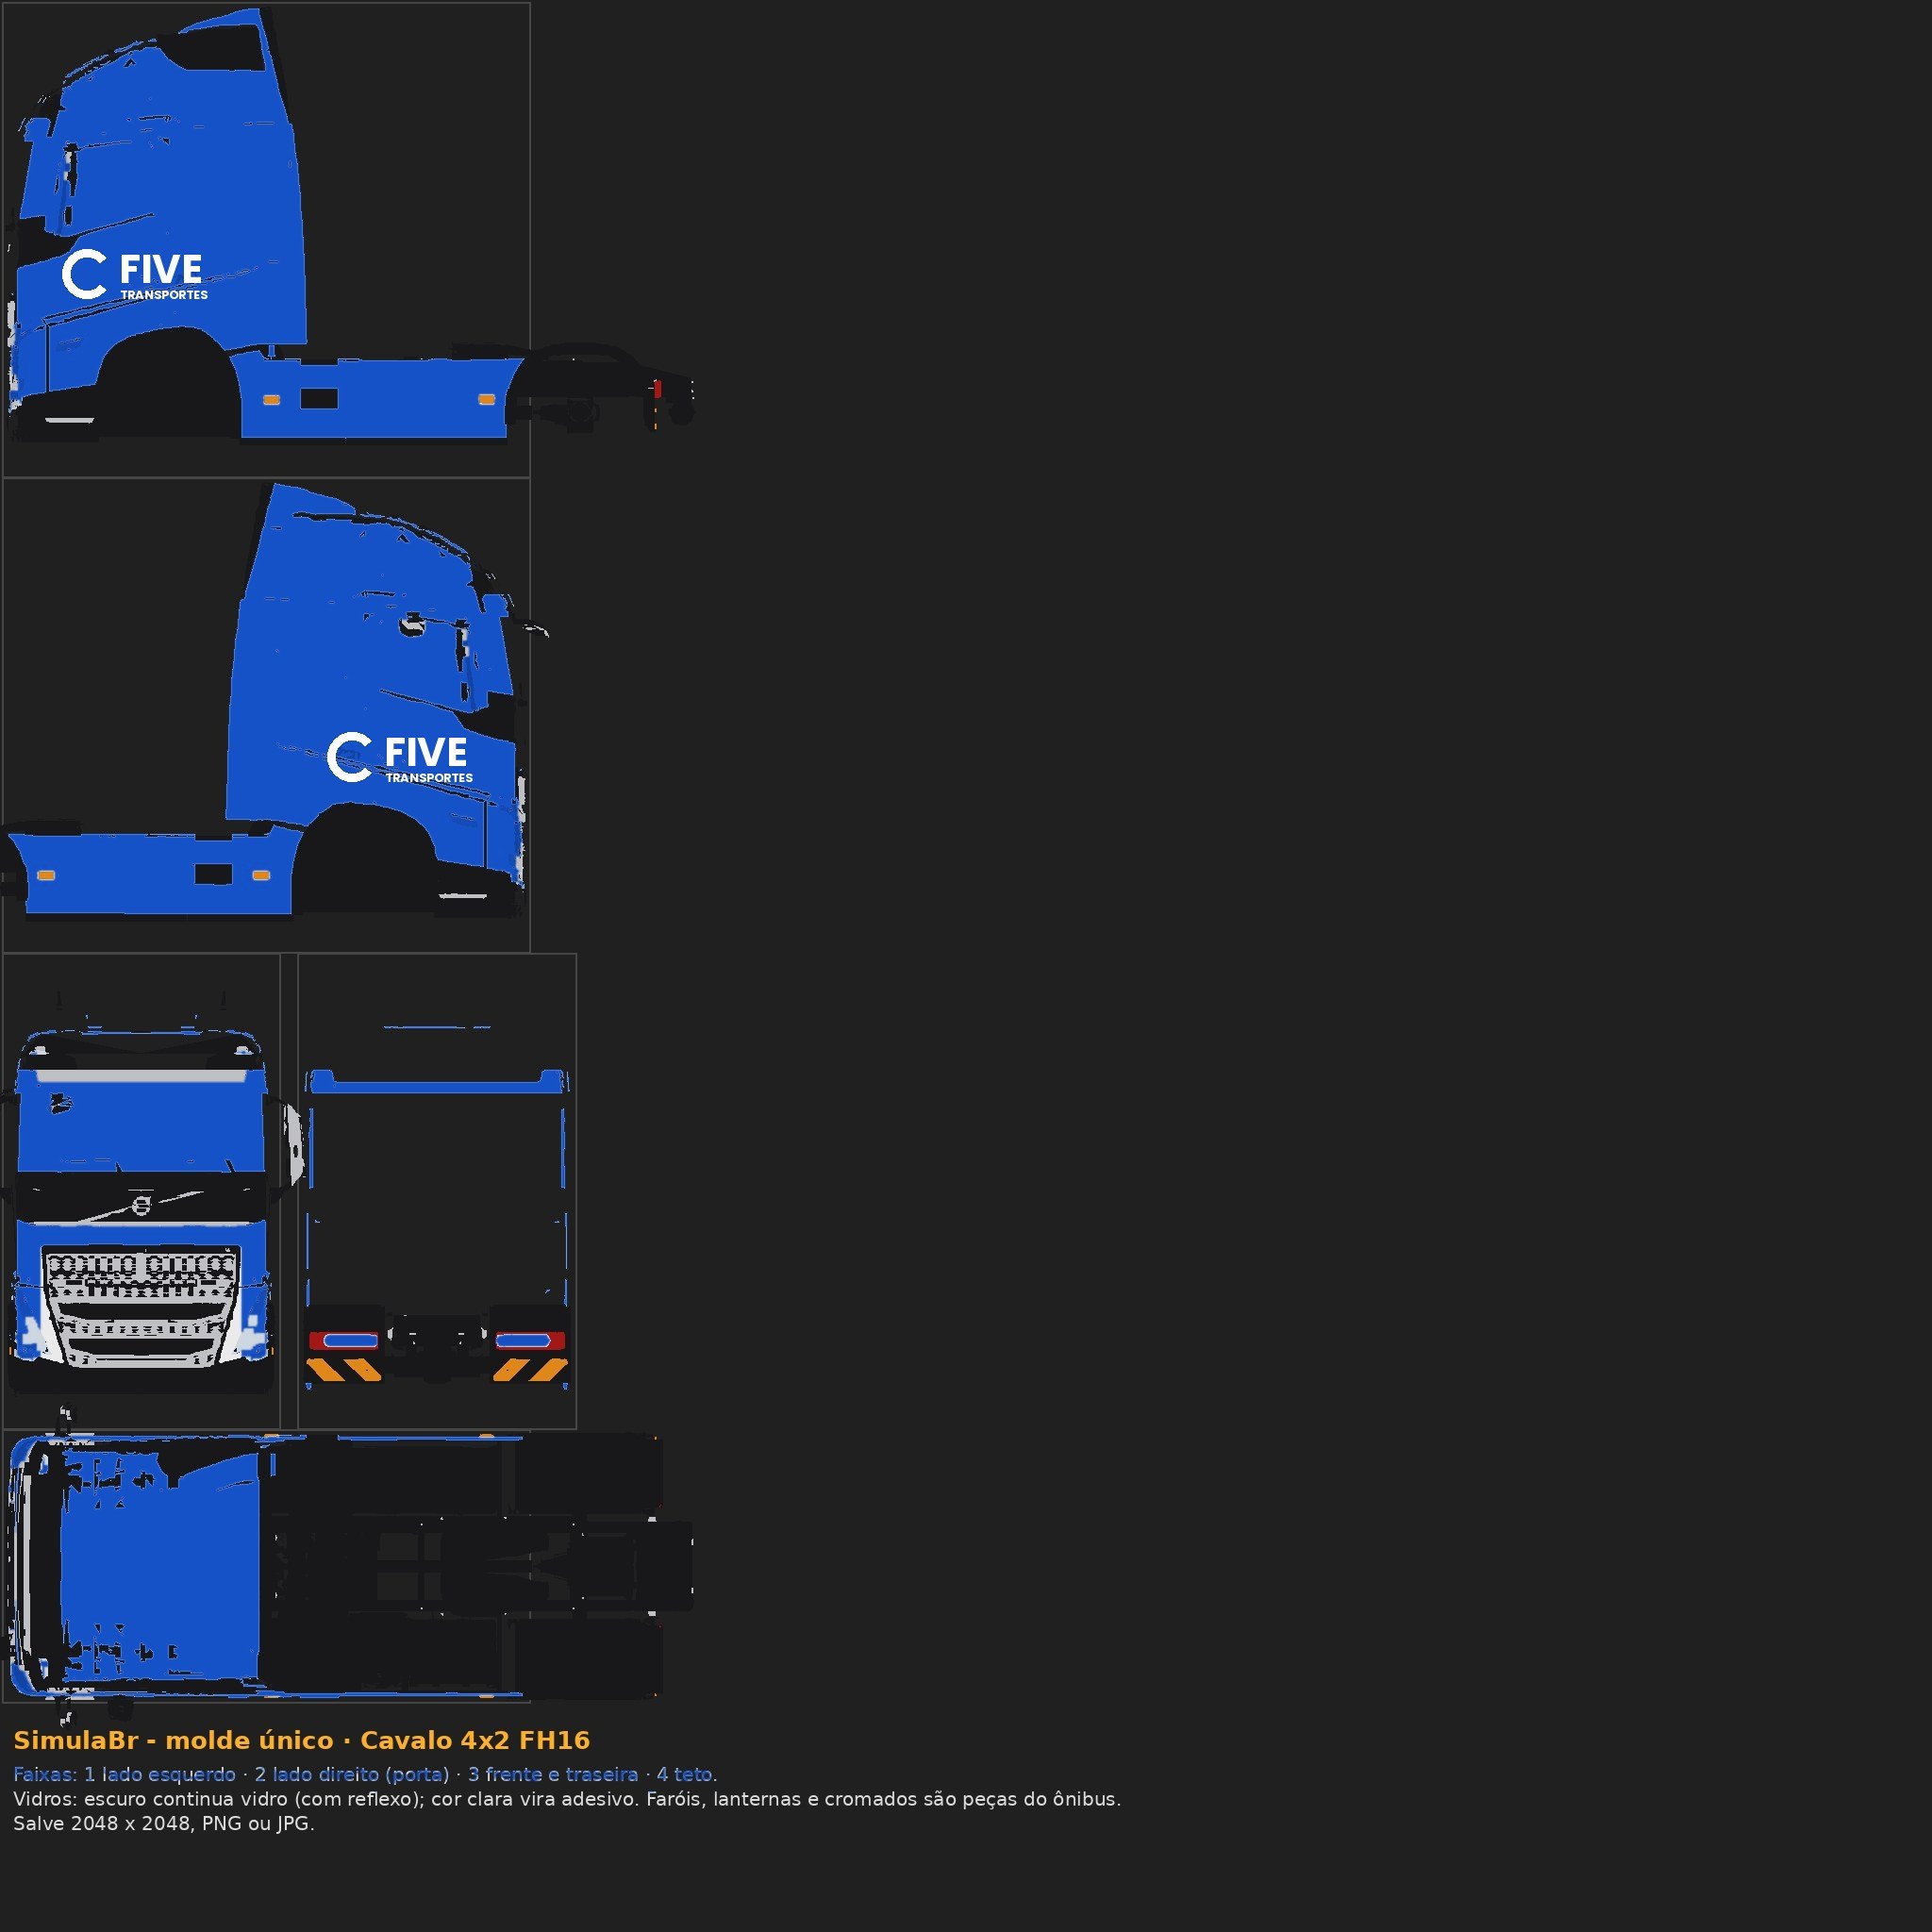 FIVE
TRANSPORTES
FIVE
TRANSPORTES
SimulaBr - molde único · Cavalo 4x2 FH16
Faixas: 1 lado esquerdo · 2 lado direito (porta) · 3 frente e traseira · 4 teto.
Vidros: escuro continua vidro (com reflexo); cor clara vira adesivo. Faróis, lanternas e cromados são peças do ônibus.
Salve 2048 x 2048, PNG ou JPG.